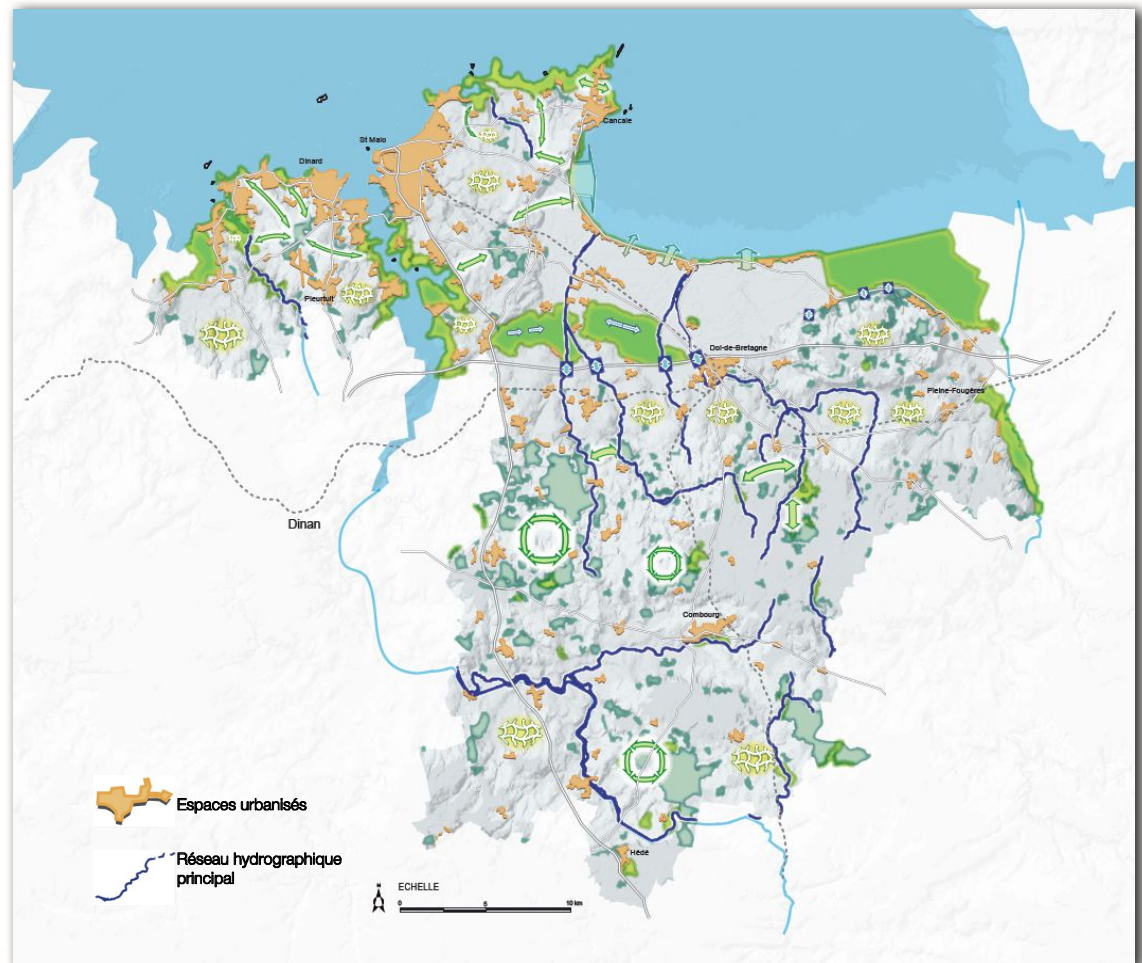 Cancale
St Malo
Dinard
Pleurtuit
Dol-de-Bretagne
Pleine-Fougères
Dinan
Combourg
Espaces urbanisés
Réseau hydrographique
principal
Hédé
N
ECHELLE
0 5 10 km